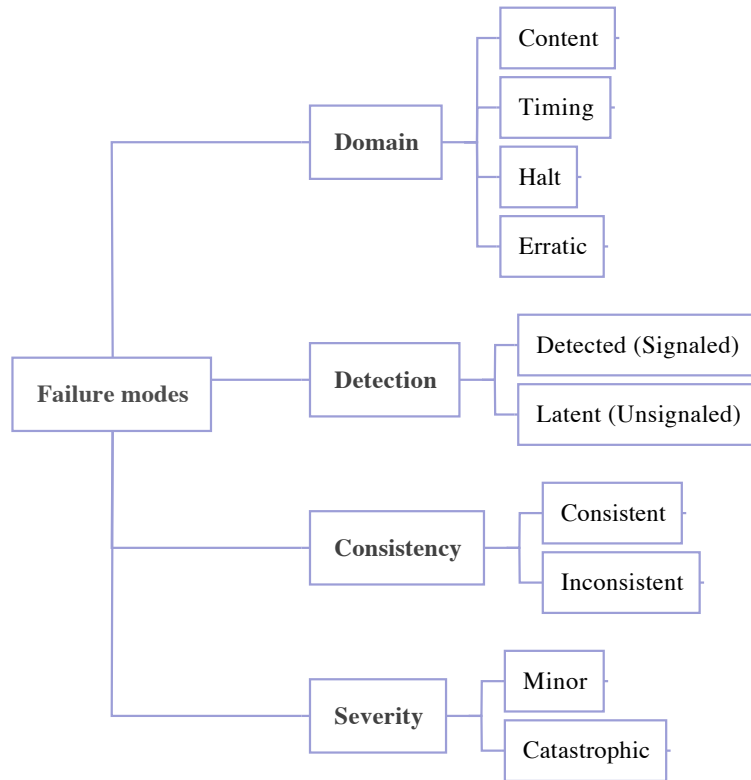 Failure modes
Domain
Content
Timing
Halt
Erratic
Detection
Detected (Signaled)
Latent (Unsignaled)
Consistency
Consistent
Inconsistent
Severity
Minor
Catastrophic